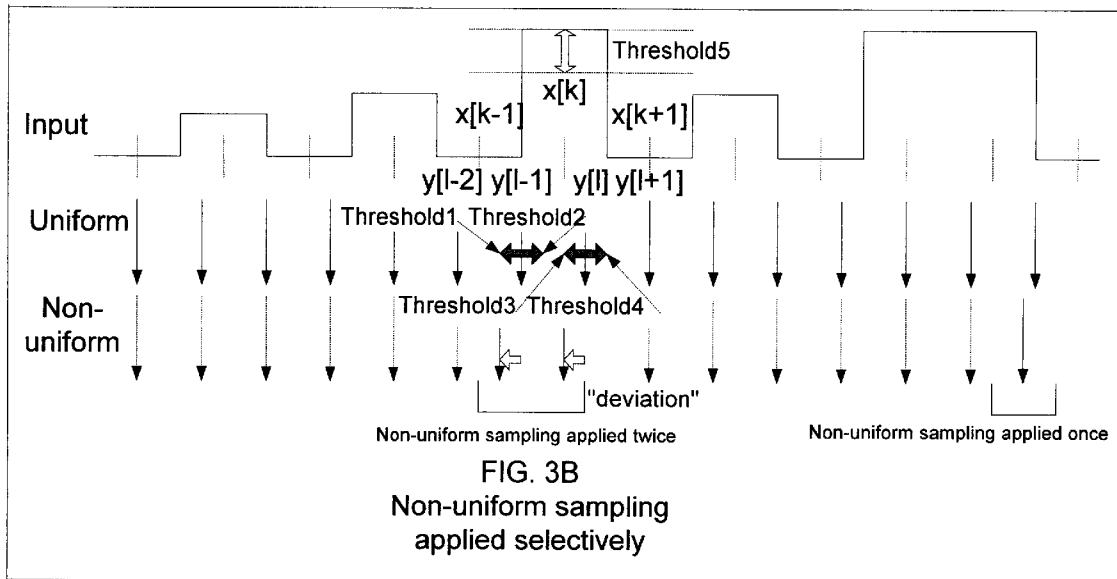 Threshold5
x[k]
Input
x[k-1]
x[k+1]
y[l-2] y[l-1] y[l] y[l+1]
Uniform
Threshold1 Threshold2
Non-
uniform
Threshold3 Threshold4
"deviation"
Non-uniform sampling applied twice
Non-uniform sampling applied once
FIG. 3B
Non-uniform sampling
applied selectively